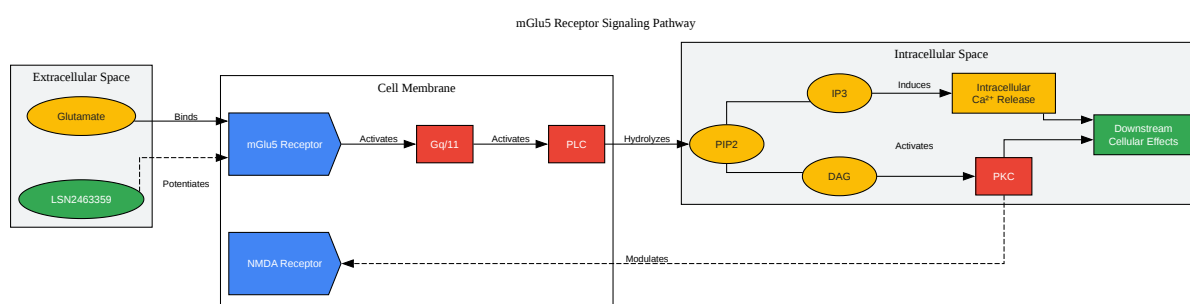 mGlu5 Receptor Signaling Pathway
Extracellular Space
Glutamate
LSN2463359
Binds
Potentiates
Cell Membrane
mGlu5 Receptor
Activates
Gq/11
Activates
PLC
NMDA Receptor
Hydrolyzes
Intracellular Space
PIP2
IP3
Induces
Intracellular
Ca²⁺ Release
DAG
Activates
PKC
Downstream
Cellular Effects
Modulates